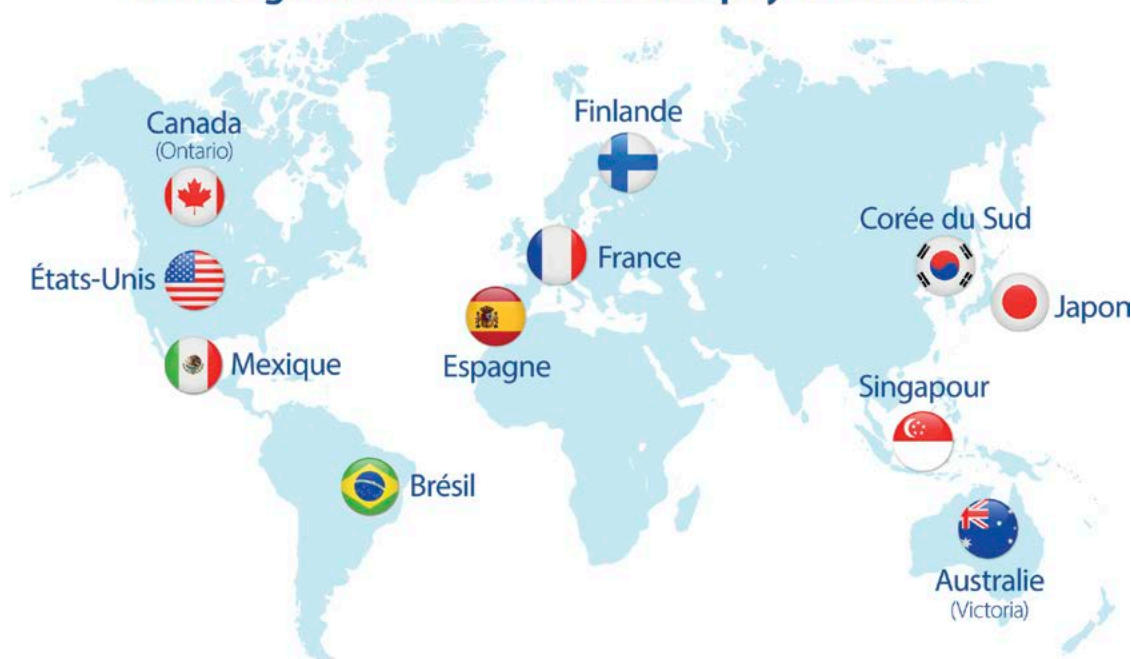 Canada
(Ontario)
Finlande
Corée du Sud
France
États-Unis
Japon
Mexique
Espagne
Singapour
Brésil
Australie
(Victoria)